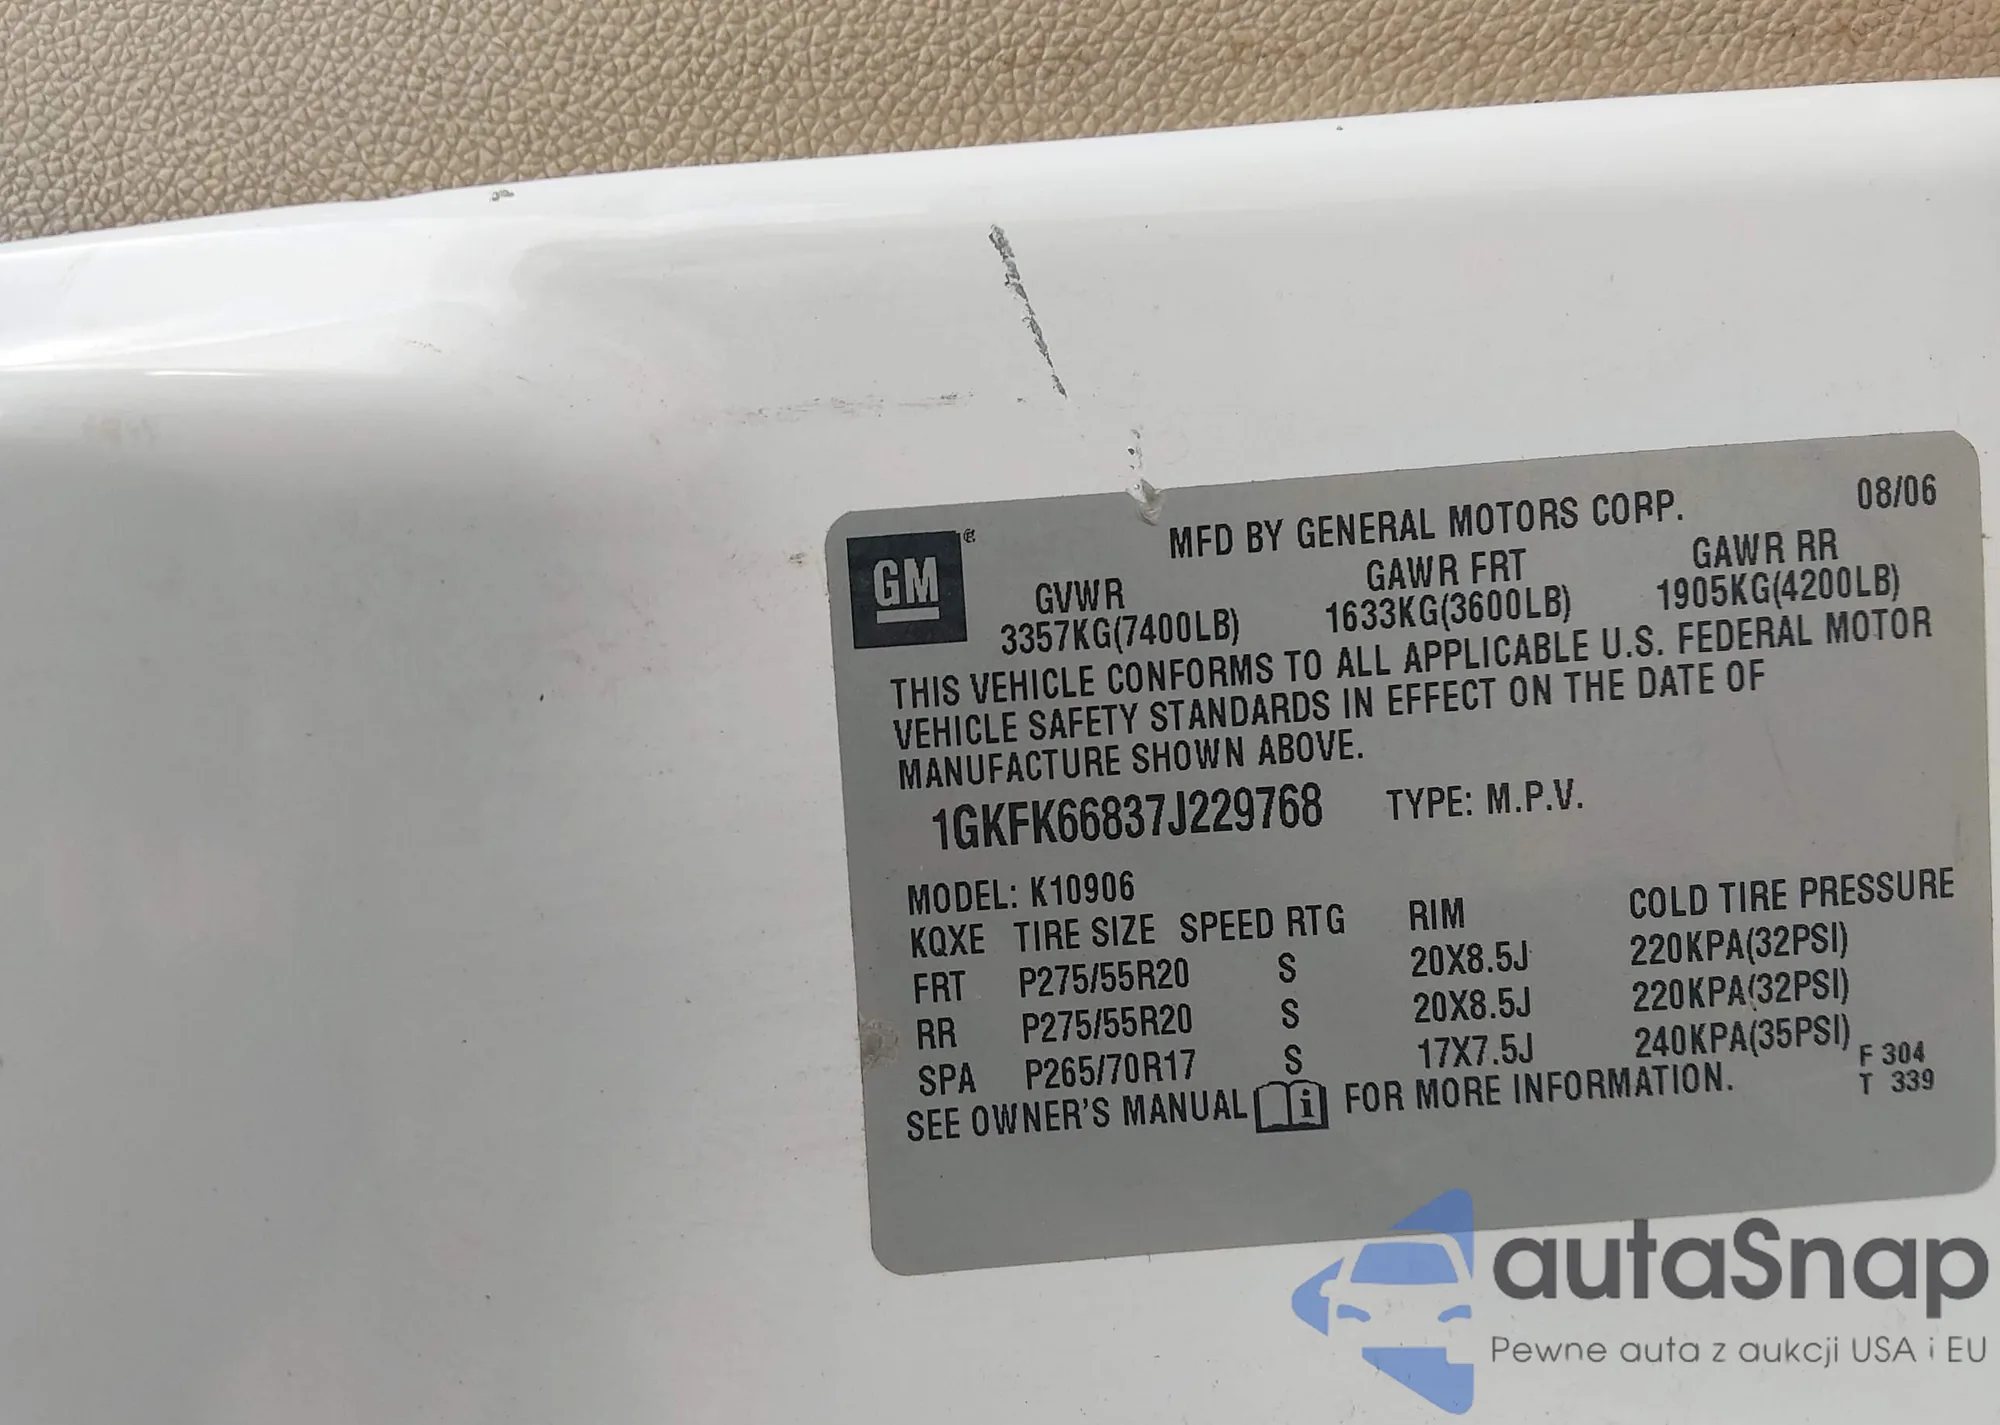 GM®
MFD BY GENERAL MOTORS CORP. 08/06
GVWR GAWR FRT GAWR RR
3357KG(7400LB) 1633KG(3600LB) 1905KG(4200LB)
THIS VEHICLE CONFORMS TO ALL APPLICABLE U.S. FEDERAL MOTOR
VEHICLE SAFETY STANDARDS IN EFFECT ON THE DATE OF
MANUFACTURE SHOWN ABOVE.
1GKFK66837J229768 TYPE: M.P.V.
MODEL: K10906
KQXE TIRE SIZE SPEED RTG RIM COLD TIRE PRESSURE
FRT P275/55R20 S 20X8.5J 220KPA(32PSI)
RR P275/55R20 S 20X8.5J 220KPA(32PSI)
SPA P265/70R17 S 17X7.5J 240KPA(35PSI)
F 304
SEE OWNER'S MANUAL i FOR MORE INFORMATION.
T 339
autaSnap
Pewne auta z aukcji USA i EU